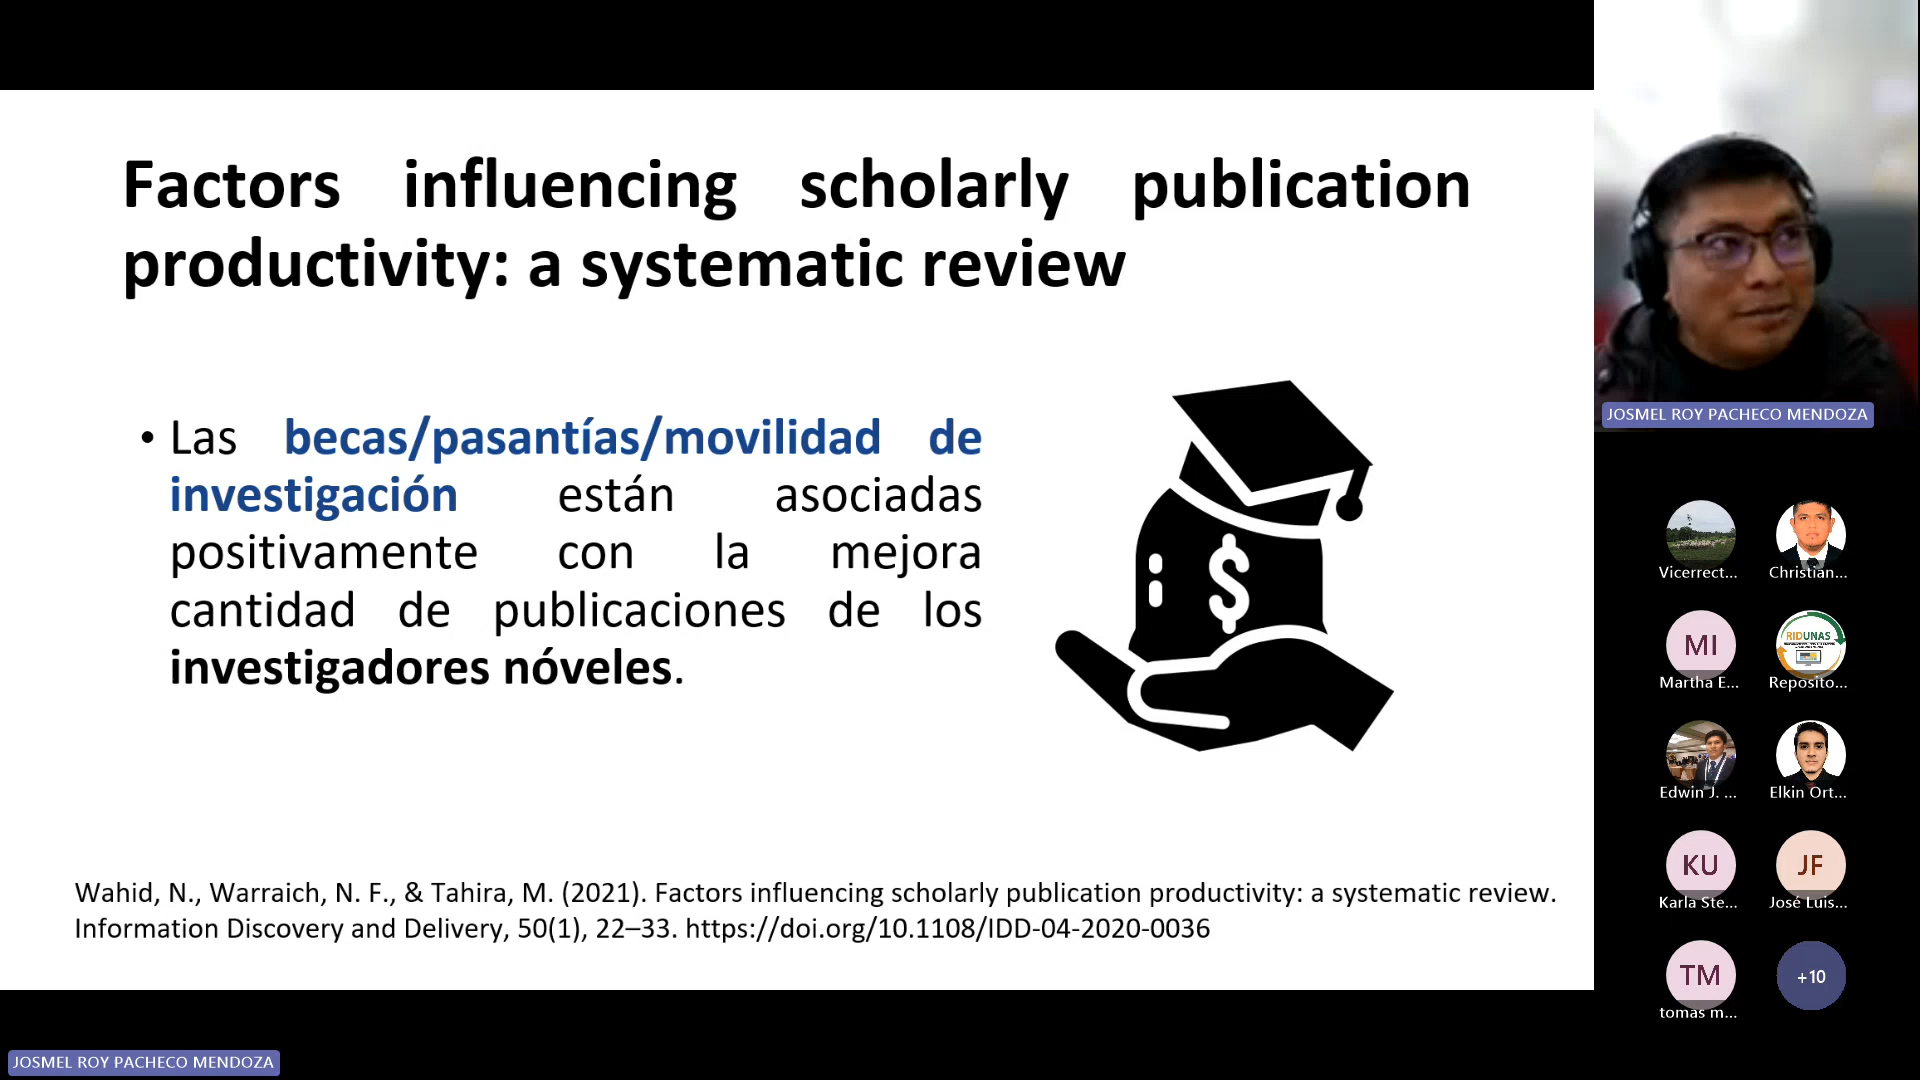 Factors influencing scholarly publication
productivity: a systematic review
• Las becas/pasantías/movilidad de
investigación están asociadas
positivamente con la mejora
cantidad de publicaciones de los
investigadores nóveles.
$
Wahid, N., Warraich, N. F., & Tahira, M. (2021). Factors influencing scholarly publication productivity: a systematic review.
Information Discovery and Delivery, 50(1), 22–33. https://doi.org/10.1108/IDD-04-2020-0036
JOSMEL ROY PACHECO MENDOZA
Vicerrect...
Christian...
MI
Martha E...
RIDUNAS
Reposito...
Edwin J. ...
Elkin Ort...
KU
Karla Ste...
JF
José Luis...
TM
tomas m...
+10
JOSMEL ROY PACHECO MENDOZA